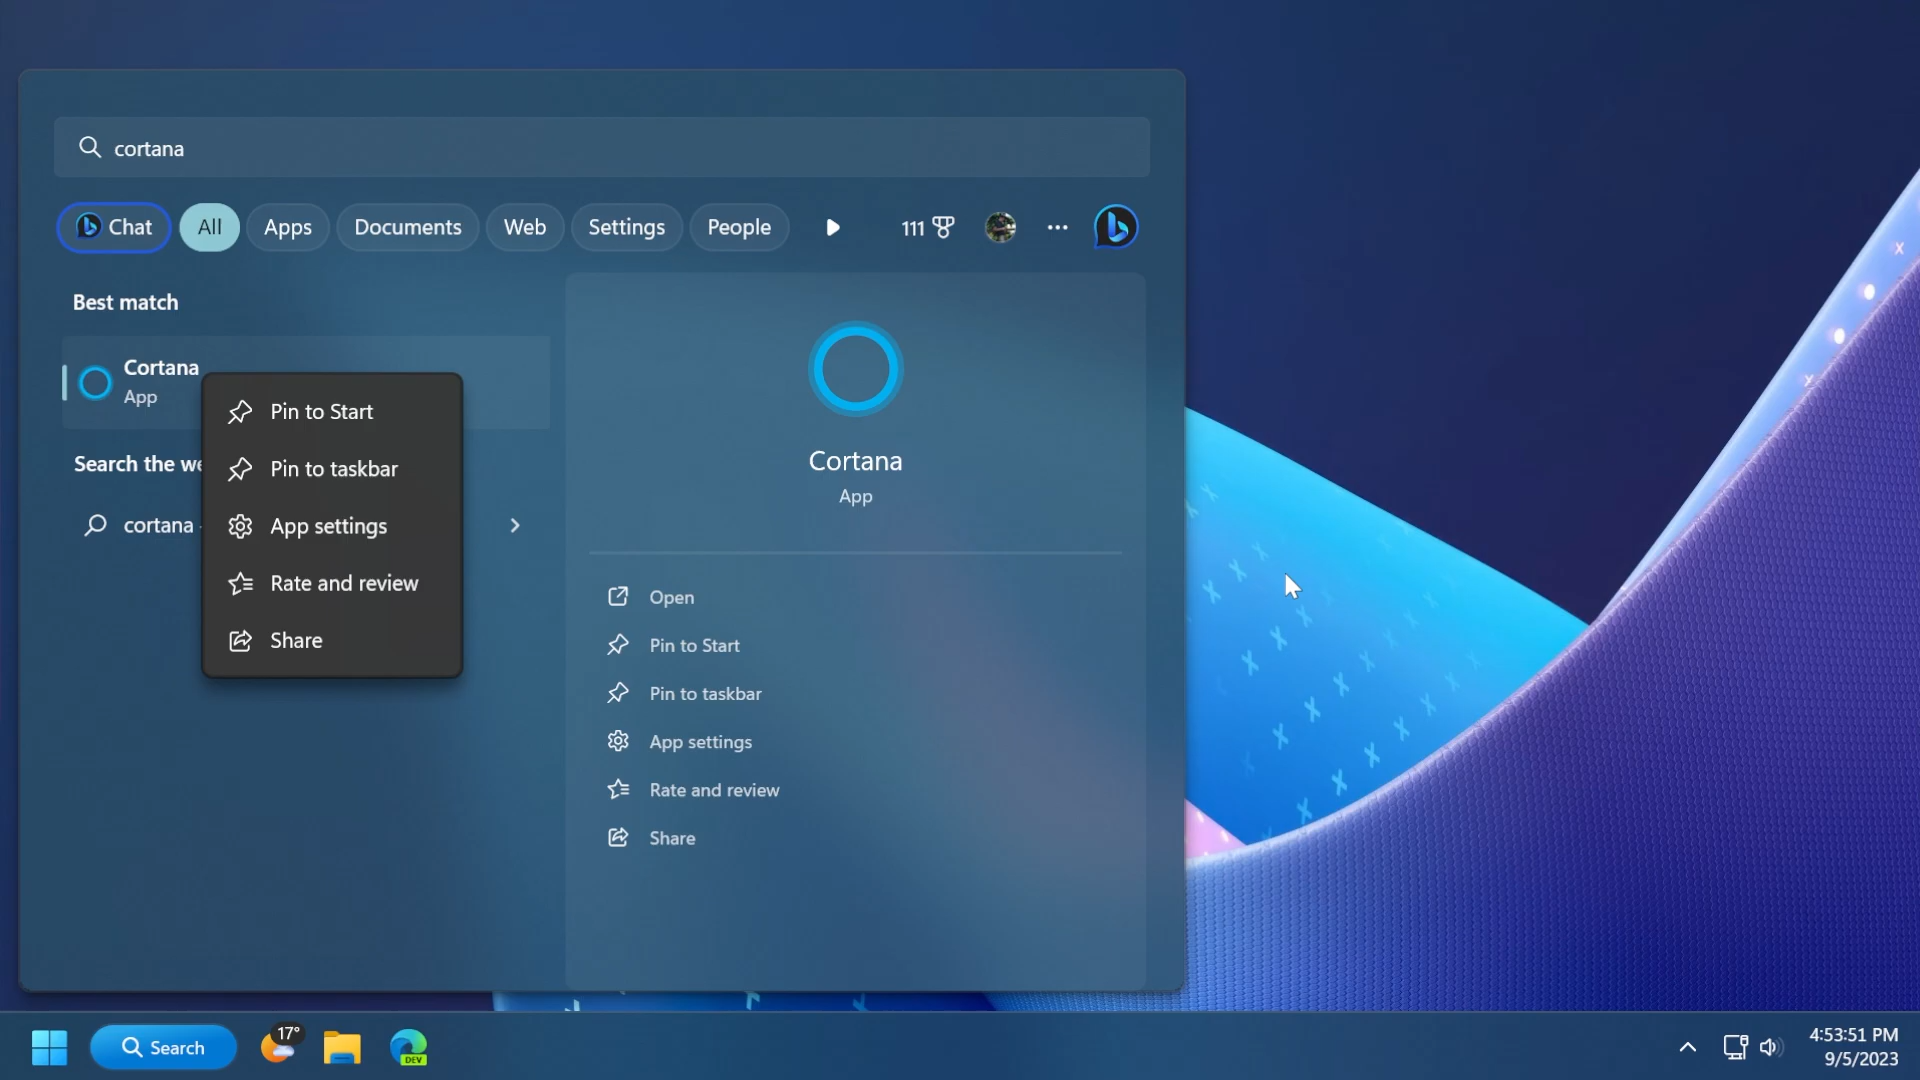 cortana
Chat All Apps Documents Web Settings People 111
Best match
Cortana
App
Pin to Start
Pin to taskbar
App settings
Rate and review
Share
Search the we
cortana
Cortana
App
Open
Pin to Start
Pin to taskbar
App settings
Rate and review
Share
Search
17°
DEV
4:53:51 PM
9/5/2023